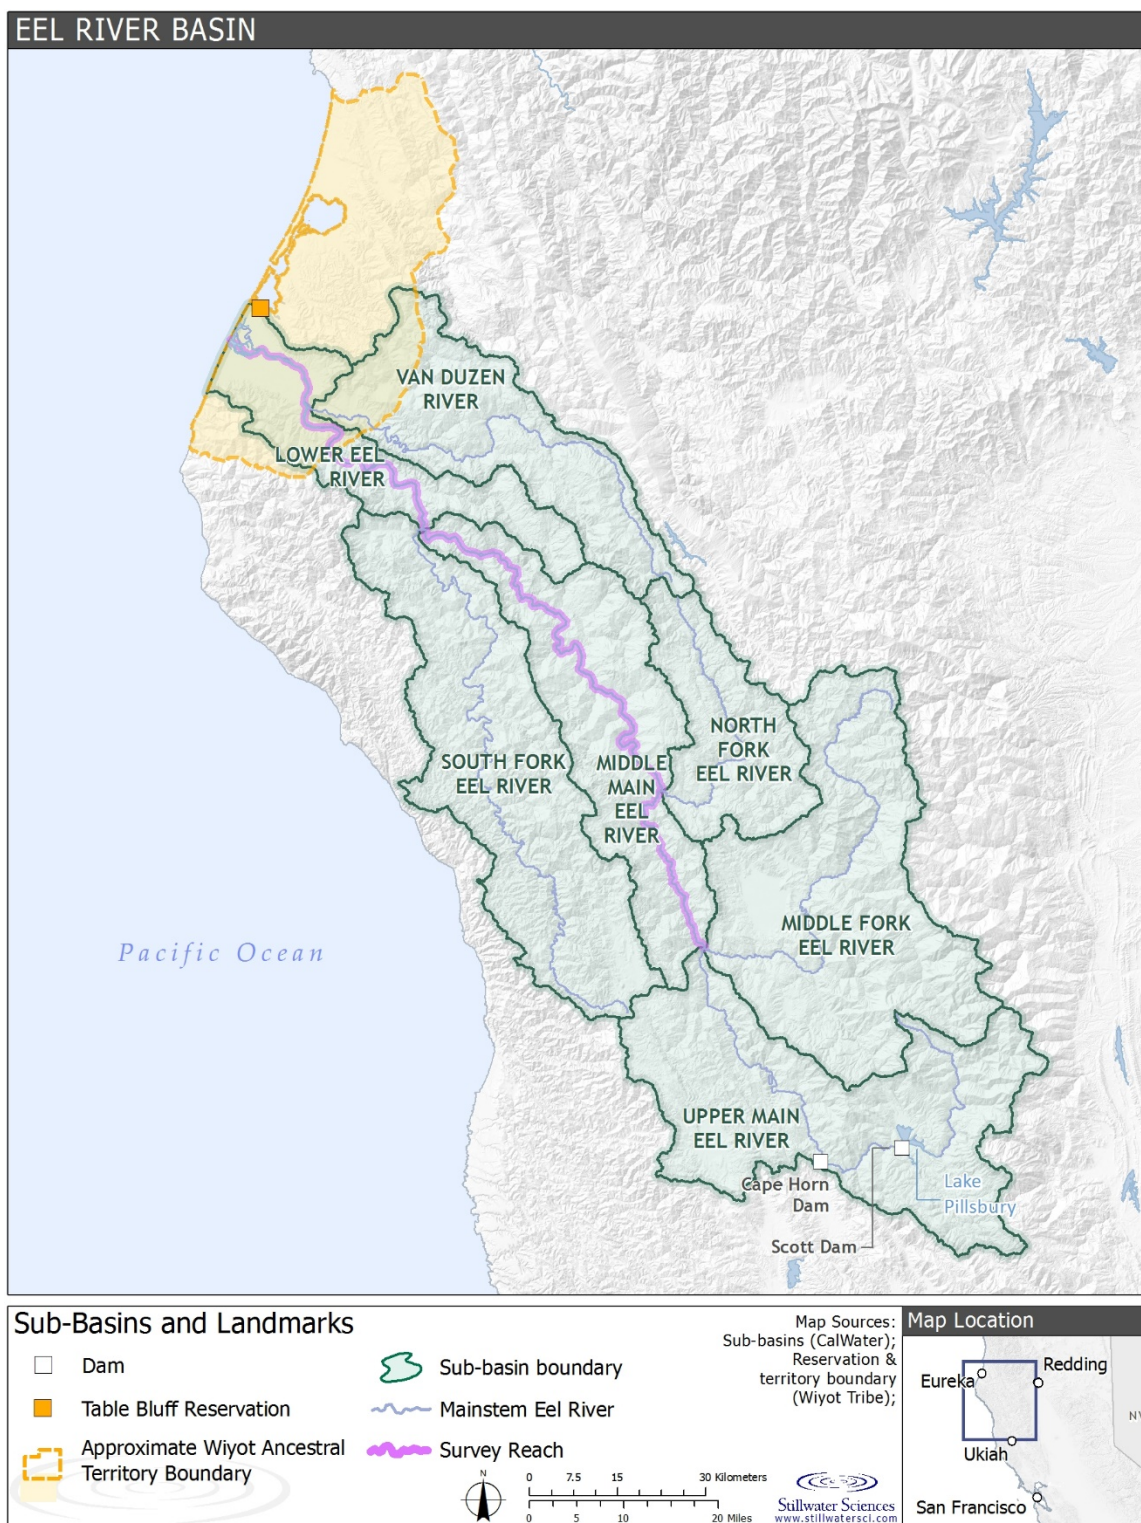 EEL RIVER BASIN
VAN DUZEN
RIVER
LOWER EEL
RIVER
NORTH
FORK
EEL RIVER
SOUTH FORK
EEL RIVER
MIDDLE
MAIN
EEL
RIVER
MIDDLE FORK
EEL RIVER
Pacific Ocean
UPPER MAIN
EEL RIVER
Cape Horn
Dam
Lake
Pillsbury
Scott Dam
Sub-Basins and Landmarks
Dam
Table Bluff Reservation
Approximate Wiyot Ancestral
Territory Boundary
Sub-basin boundary
Mainstem Eel River
Survey Reach
N
0 7.5 15 30 Kilometers
0 5 10 20 Miles
Map Sources:
Sub-basins (CalWater);
Reservation &
territory boundary
(Wiyot Tribe);
Stillwater Sciences
www.stillwatersci.com
Map Location
Redding
Eureka
NV
Ukiah
San Francisco